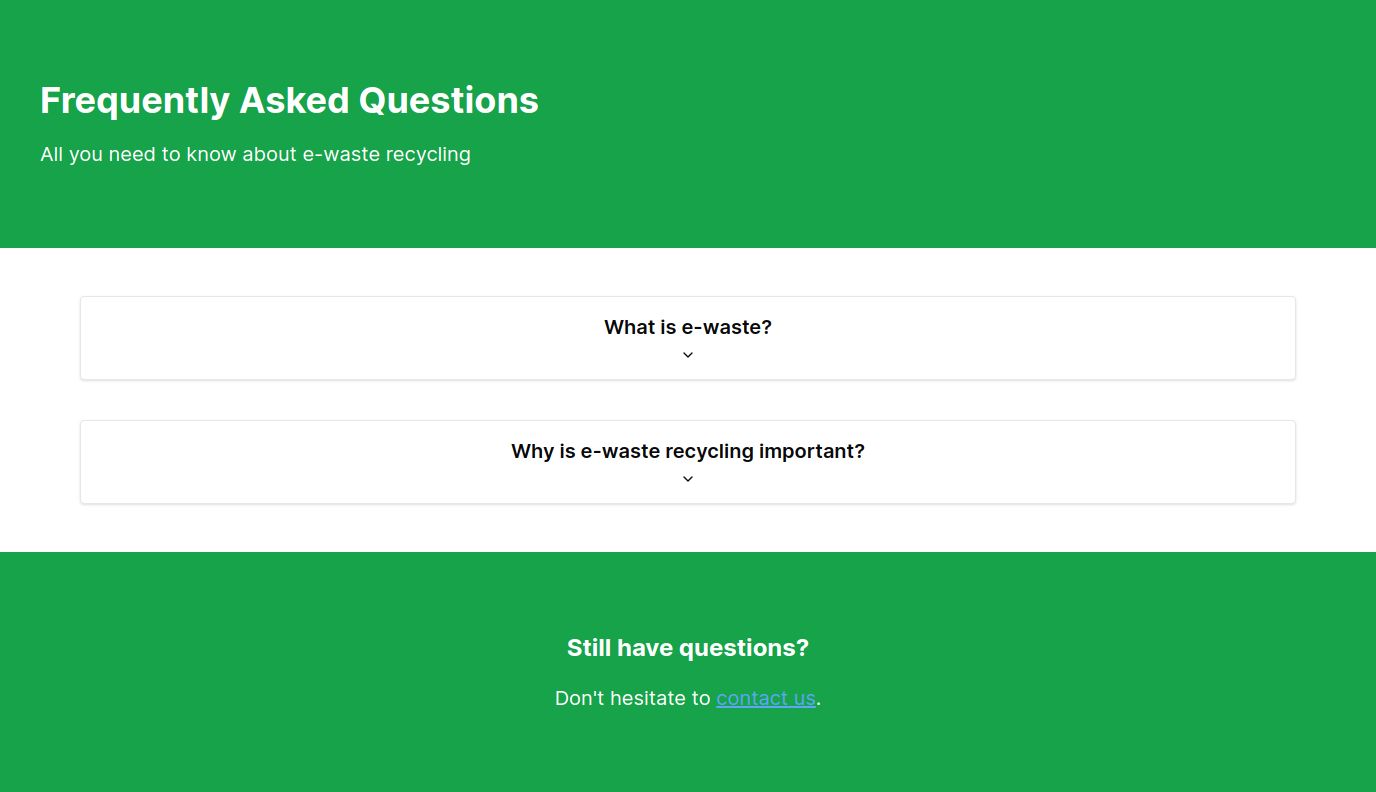 Frequently Asked Questions
All you need to know about e-waste recycling
What is e-waste?
Why is e-waste recycling important?
Still have questions?
Don't hesitate to contact us.